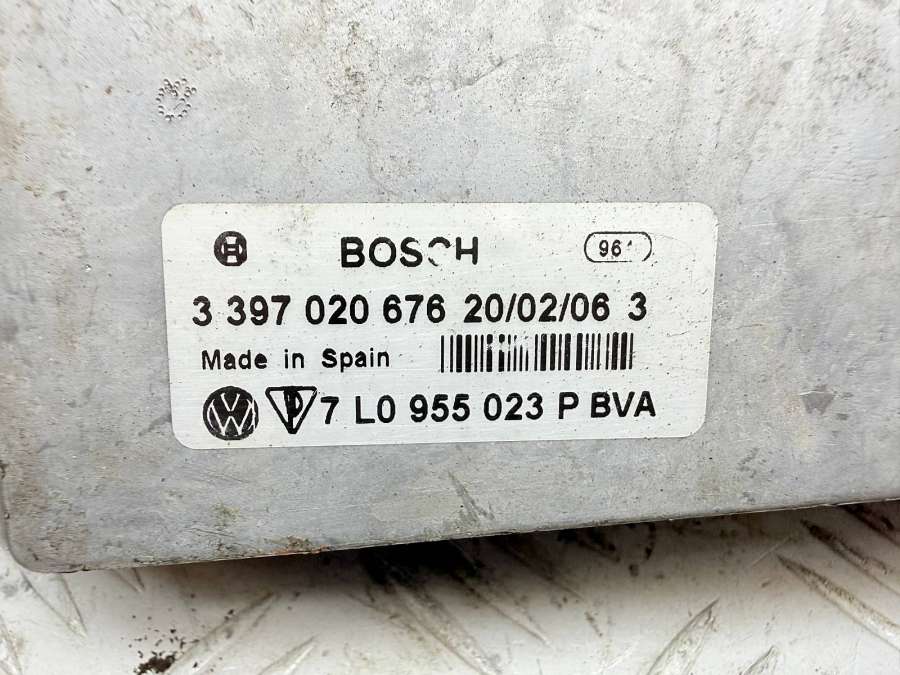 BOSCH
3 397 020 676 20/02/06 3
Made in Spain
7 L0 955 023 P BVA